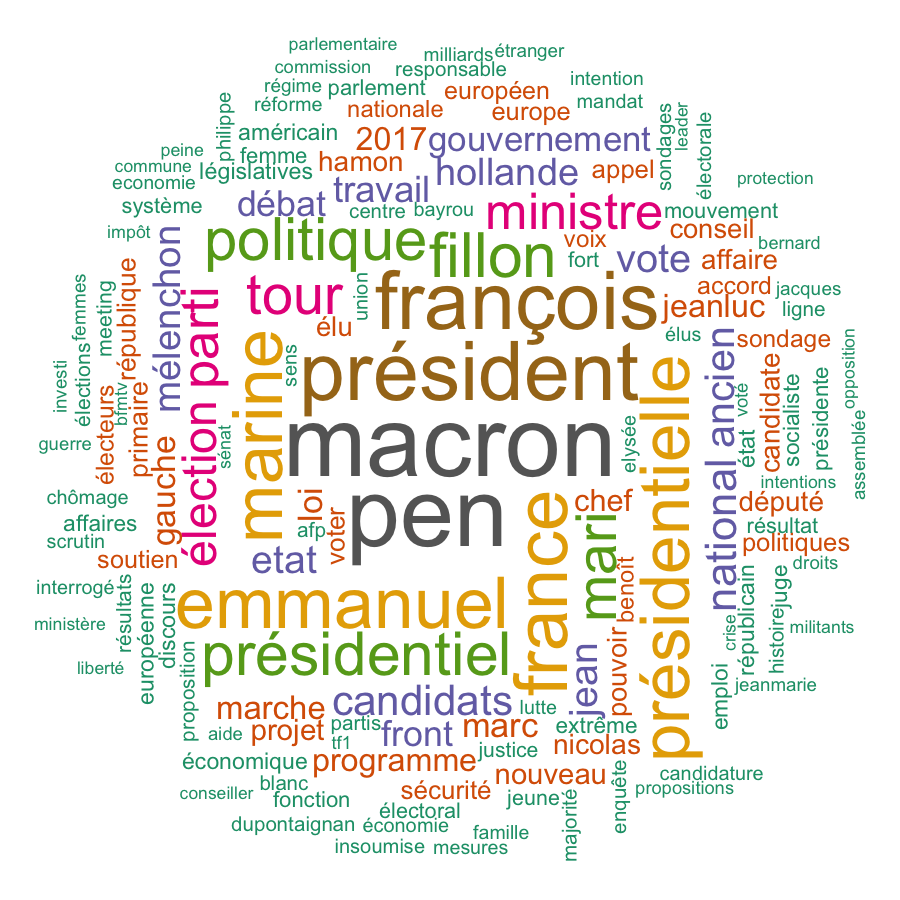 parlementaire
milliards
étranger
commission
responsable
intention
régime
parlement
européen
mandat
réforme
nationale
europe
philippe
américain
2017
gouvernement
sondages
leader
électorale
peine
femme
hamon
hollande
appel
commune
législatives
travail
protection
economie
système
débat
centre
bayrou
ministre
mouvement
impôt
politique
fillon
voix
conseil
bernard
fort
vote
affaire
mélenchon
république
meeting
femmes
parti
tour
union
françois
accord
jacques
jeanluc
ligne
élu
élus
sondage
marine
sens
président
présidentielle
ancien
national
opposition
investi
élections
bfmtv
électeurs
primaire
candidate
socialiste
présidente
voté
état
assemblée
guerre
gauche
élection
sénat
macron
elysée
chômage
loi
pen
france
chef
intentions
député
affaires
afp
voter
mari
résultat
scrutin
etat
politiques
soutien
benoît
droits
interrogé
résultats
européenne
discours
emmanuel
républicain
juge
histoire
crise
ministère
militants
liberté
proposition
présidentiel
jean
pouvoir
emploi
jeanmarie
marche
candidats
lutte
aide
projet
partis
front
marc
extrême
tf1
nicolas
économique
programme
justice
nouveau
candidature
conseiller
blanc
sécurité
enquête
propositions
fonction
jeune
majorité
électoral
dupontaignan
économie
famille
insoumise
mesures